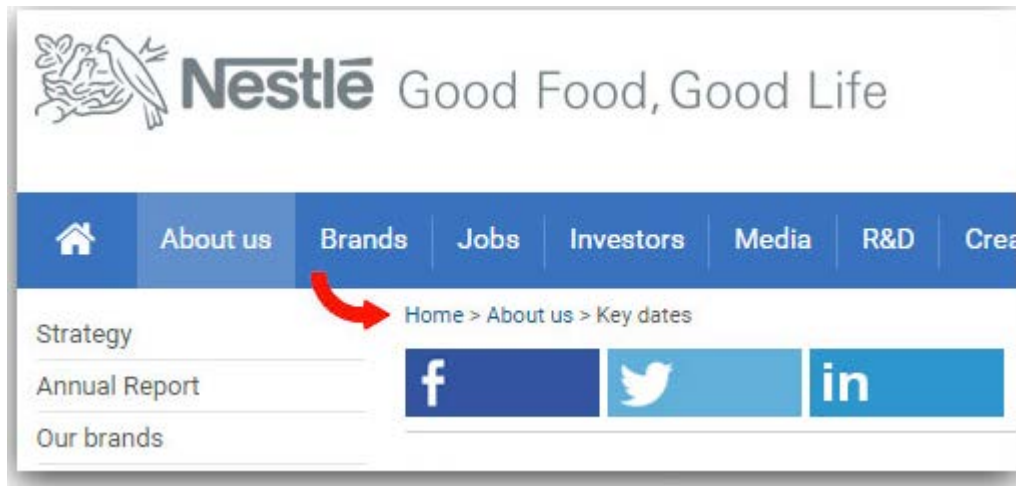 Nestlé Good Food, Good Life
About us Brands Jobs Investors Media R&D Crea
Home > About us > Key dates
Strategy
Annual Report
Our brands
f in